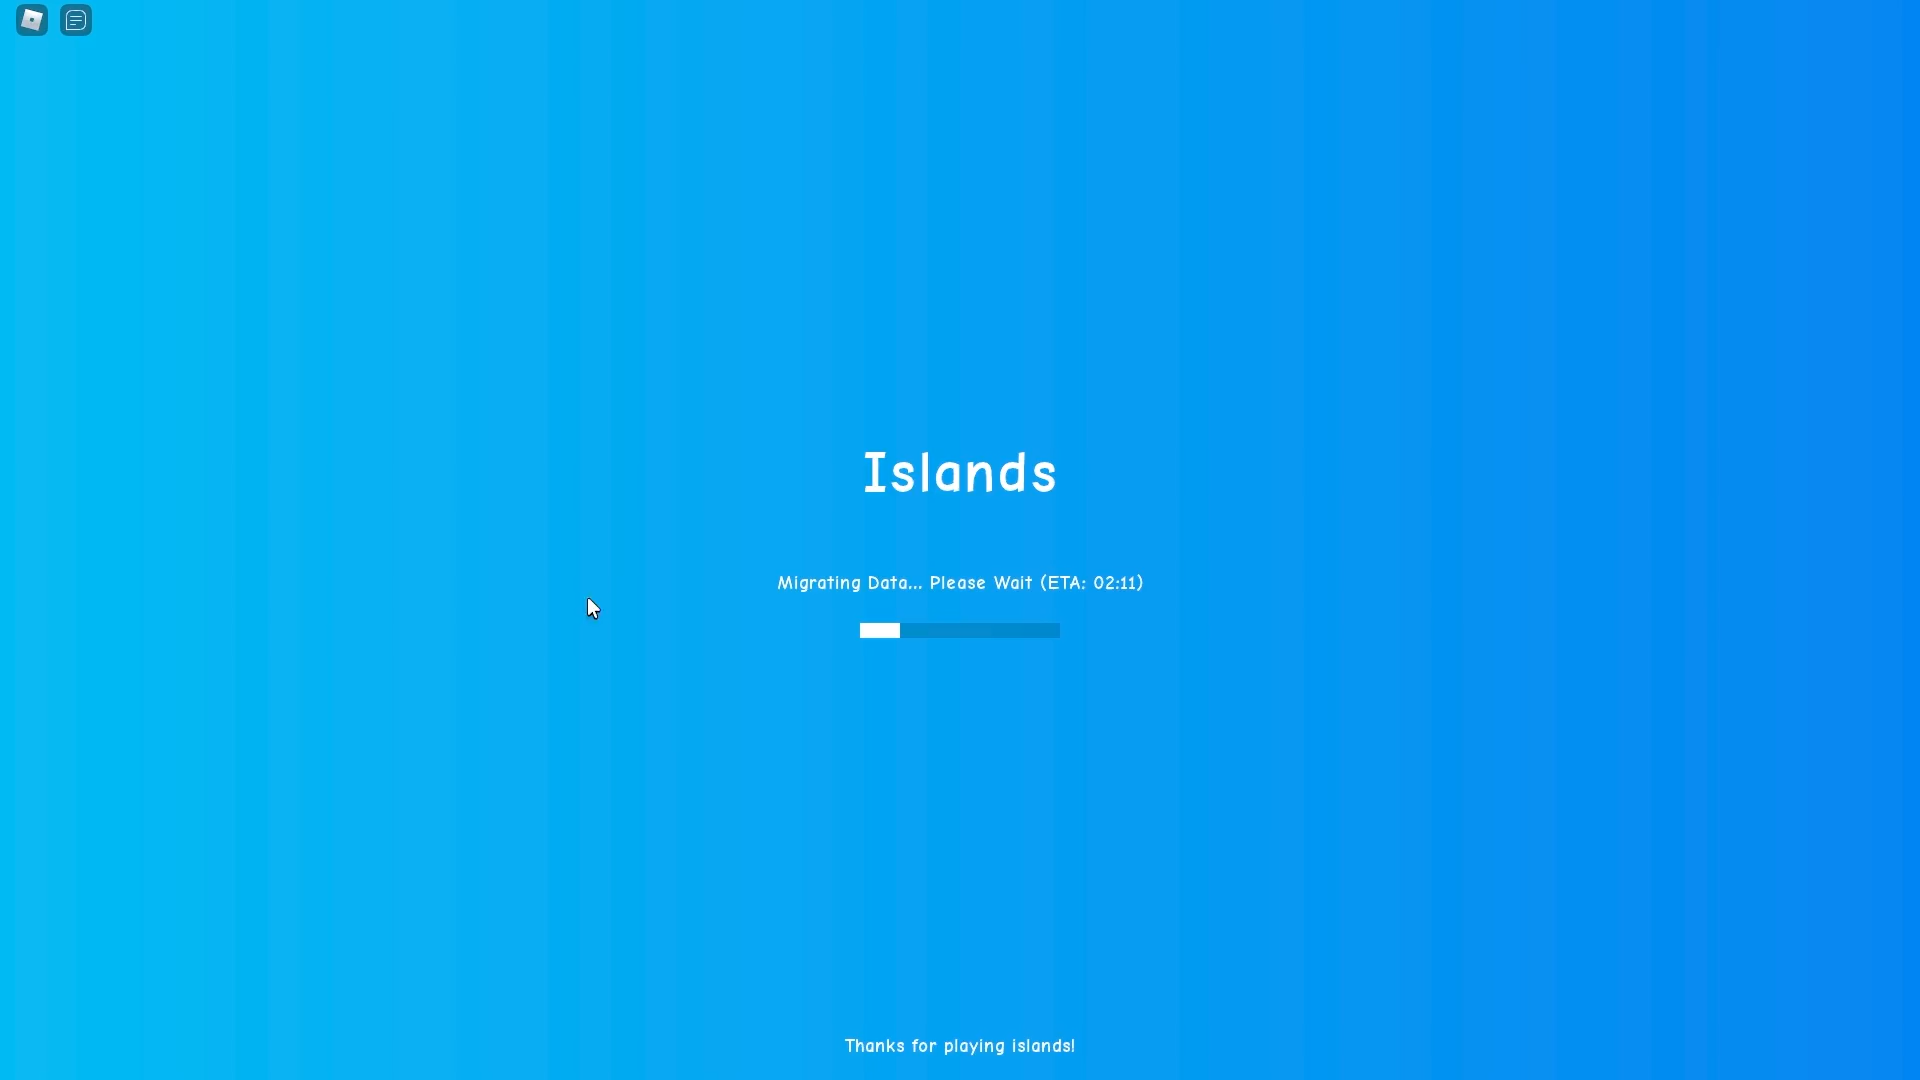 Islands
Migrating Data... Please Wait (ETA: 02:11)
Thanks for playing islands!